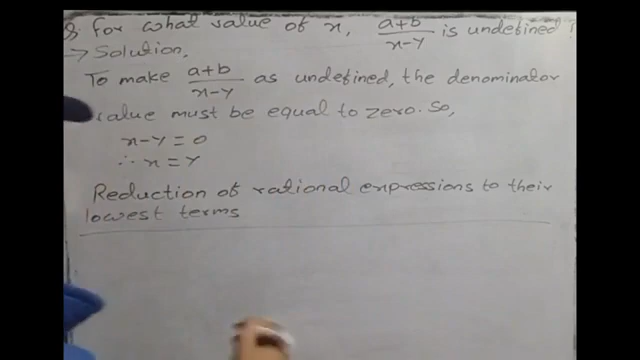 Q. For what value of x, a+b/x-y is undefined?
→ Solution,
To make a+b/x-y as undefined, the denominator
value must be equal to zero. So,
x-y=0
∴ x=y
Reduction of rational expressions to their
lowest terms